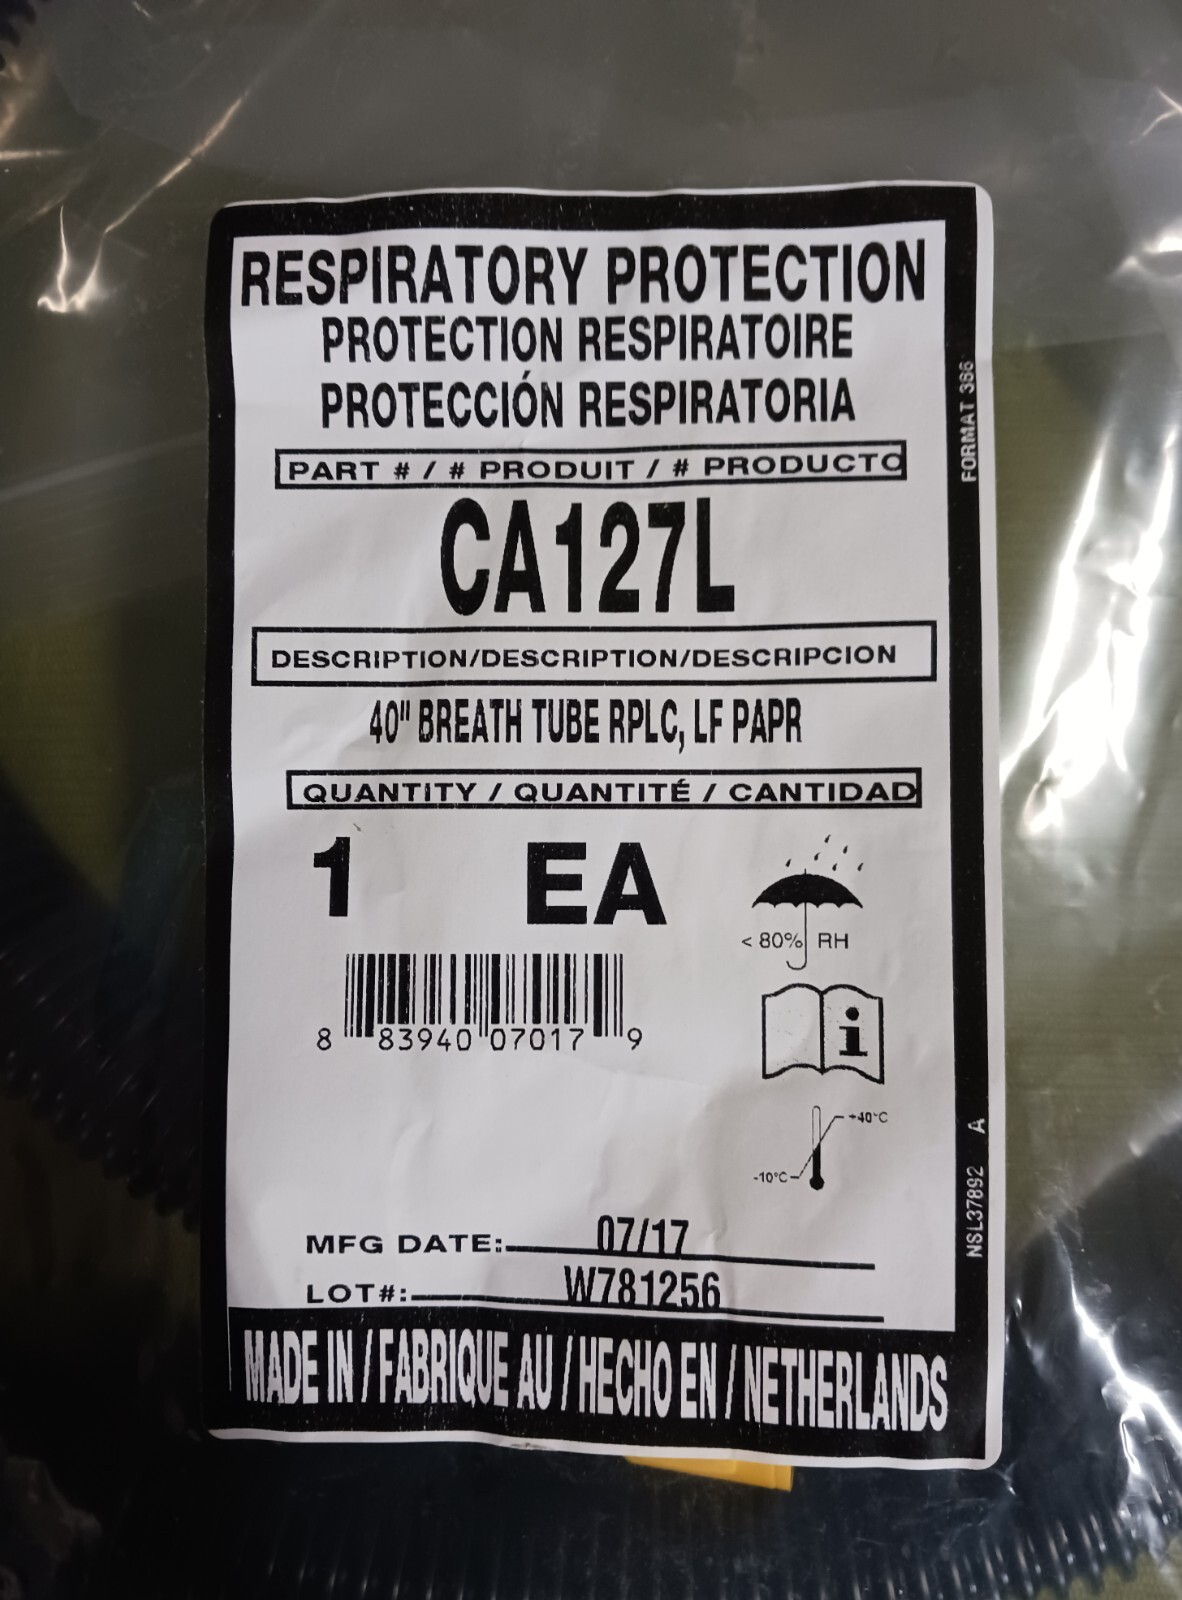 RESPIRATORY PROTECTION
PROTECTION RESPIRATOIRE
PROTECCIÓN RESPIRATORIA
PART # / # PRODUIT / # PRODUCTO
CA127L
DESCRIPTION/DESCRIPTION/DESCRIPCION
40" BREATH TUBE RPLC, LF PAPR
QUANTITY / QUANTITÉ / CANTIDAD
1 EA
< 80% RH
8 83940 07017 9
i
+40°C
-10°C
MFG DATE: 07/17
LOT#: W781256
MADE IN / FABRIQUE AU / HECHO EN / NETHERLANDS
FORMAT 386
NSL37892 A